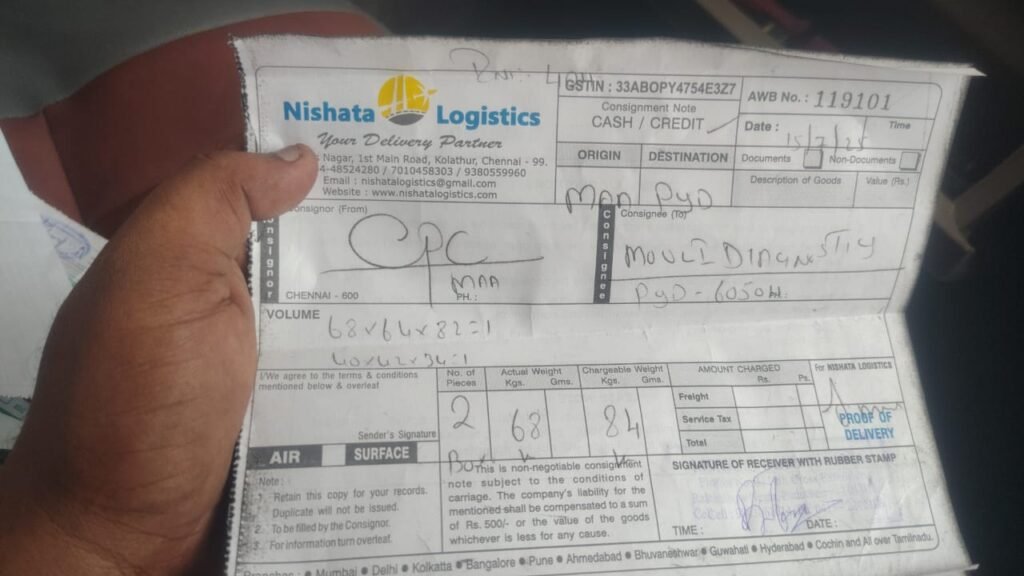 Nishata Logistics
Your Delivery Partner
Nagar, 1st Main Road, Kolathur, Chennai - 99.
-48524280 / 7010458303 / 9380559960
Email : nishatalogistics@gmail.com
Website : www.nishatalogistics.com
GSTIN : 33ABOPY4754E3Z7
Consignment Note
CASH / CREDIT
AWB No. : 119101
Date : 15/7/25 Time
ORIGIN DESTINATION
MAA PYD
Documents Non-Documents
Description of Goods Value (Rs.)
Consignor (From)
CPC
MAA
CHENNAI - 600 PH. :
Consignee
Consignee (To)
MOULI
PYD - 6050
VOLUME
68x64x82=1
40x42x34=1
I/We agree to the terms & conditions
mentioned below & overleaf
Sender's Signature
AIR SURFACE
No. of Pieces
2
Box
Actual Weight
Kgs. Gms.
68
Chargeable Weight
Kgs. Gms.
84
AMOUNT CHARGED
Rs. Ps.
Freight
Service Tax
Total
For NISHATA LOGISTICS
PROOF OF
DELIVERY
Note :
1. Retain this copy for your records.
Duplicate will not be issued.
2. To be filled by the Consignor.
3. For information turn overleaf.
This is non-negotiable consignment
note subject to the conditions of
carriage. The company's liability for the
mentioned shall be compensated to a sum
of Rs. 500/- or the value of the goods
whichever is less for any cause.
SIGNATURE OF RECEIVER WITH RUBBER STAMP
TIME : DATE :
Branches : Mumbai Delhi Kolkatta Bangalore Pune Ahmedabad Bhuvaneshwar Guwahati Hyderabad Cochin and All over Tamilnadu.